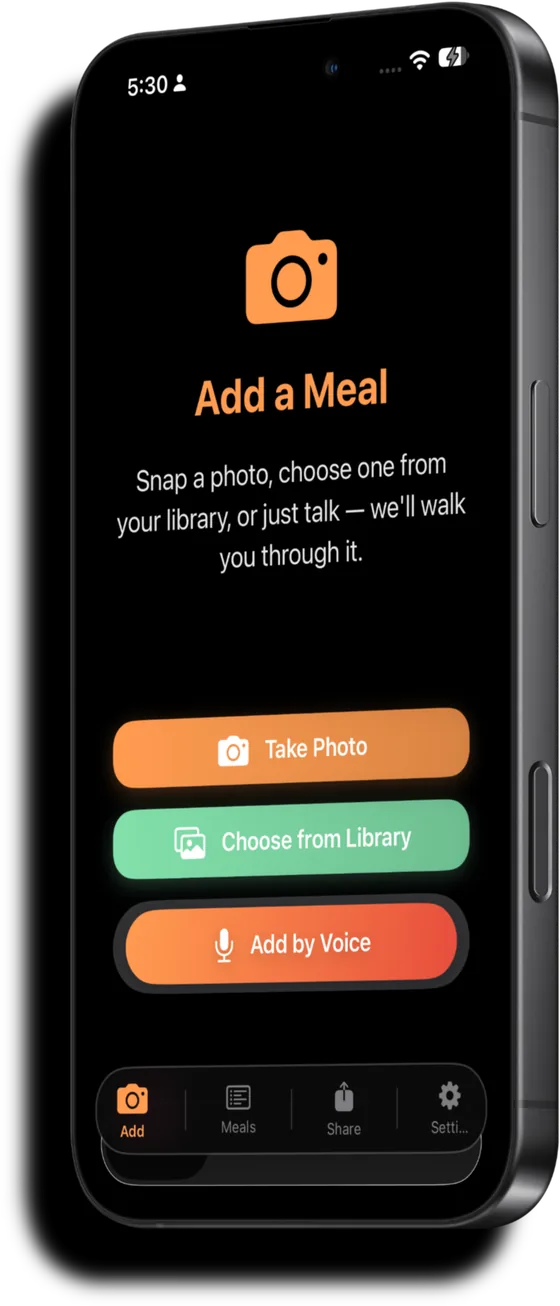 5:30
Add a Meal
Snap a photo, choose one from
your library, or just talk — we'll walk
you through it.
Take Photo
Choose from Library
Add by Voice
Add
Meals
Share
Setti...